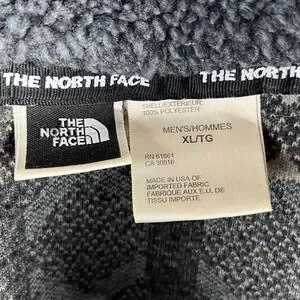 THE NORTH FACE
THE NORTH
THE
NORTH
FACE
SHELL/EXTERIEUR:
100% POLYESTER
MEN'S/HOMMES
XL/TG
RN 61661
CA 30516
MADE IN USA OF
IMPORTED FABRIC
FABRIQUE AUX E.U. DE
TISSU IMPORTE